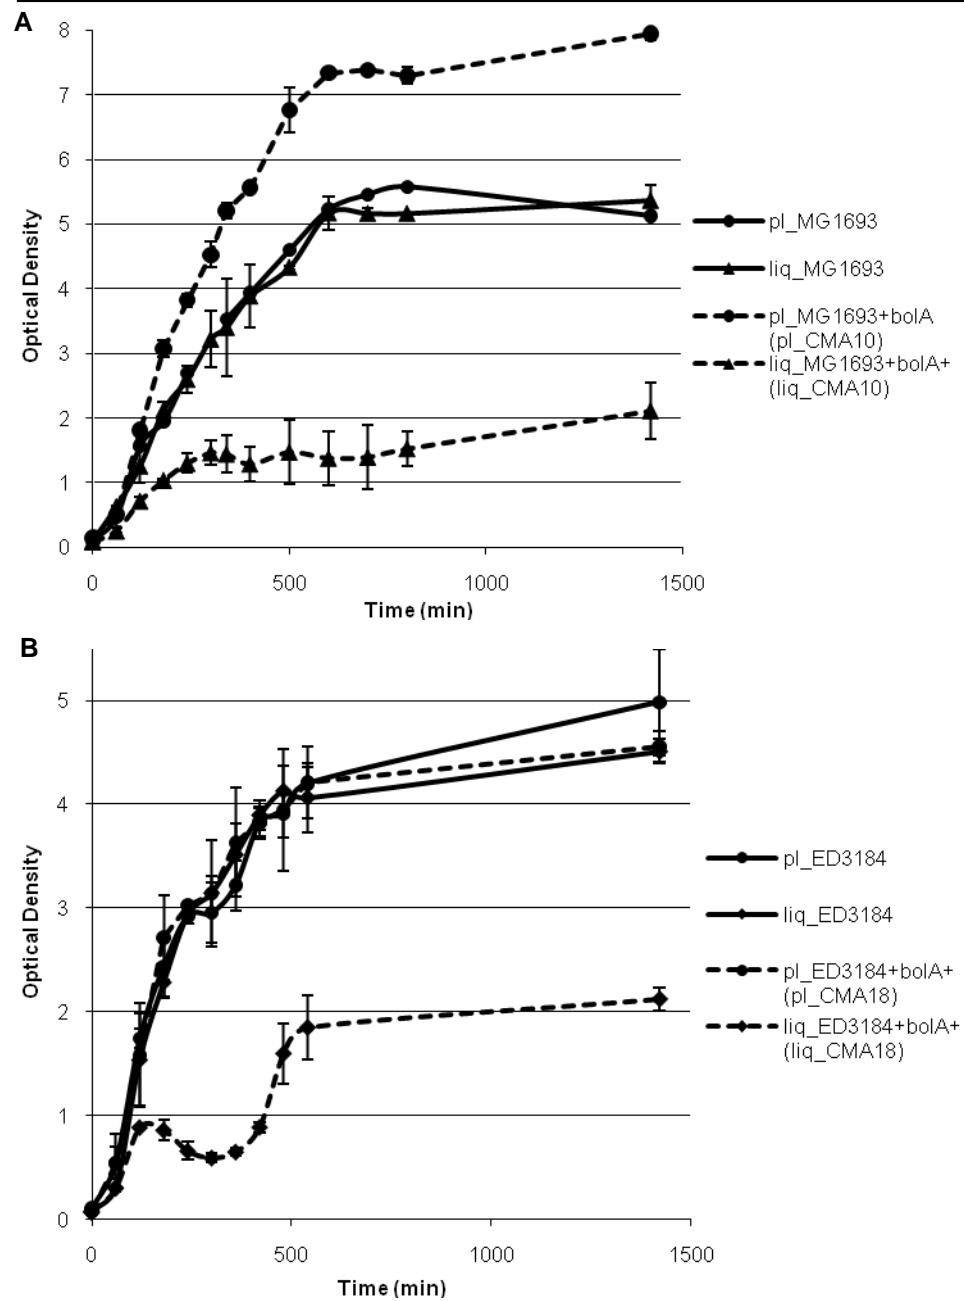 A
8
7
6
5
4
3
2
1
0
Optical Density
0 500 1000 1500
Time (min)
pl_MG1693
liq_MG1693
pl_MG1693+bolA
(pl_CMA10)
liq_MG1693+bolA+
(liq_CMA10)
B
5
4
3
2
1
0
Optical Density
0 500 1000 1500
Time (min)
pl_ED3184
liq_ED3184
pl_ED3184+bolA+
(pl_CMA18)
liq_ED3184+bolA+
(liq_CMA18)